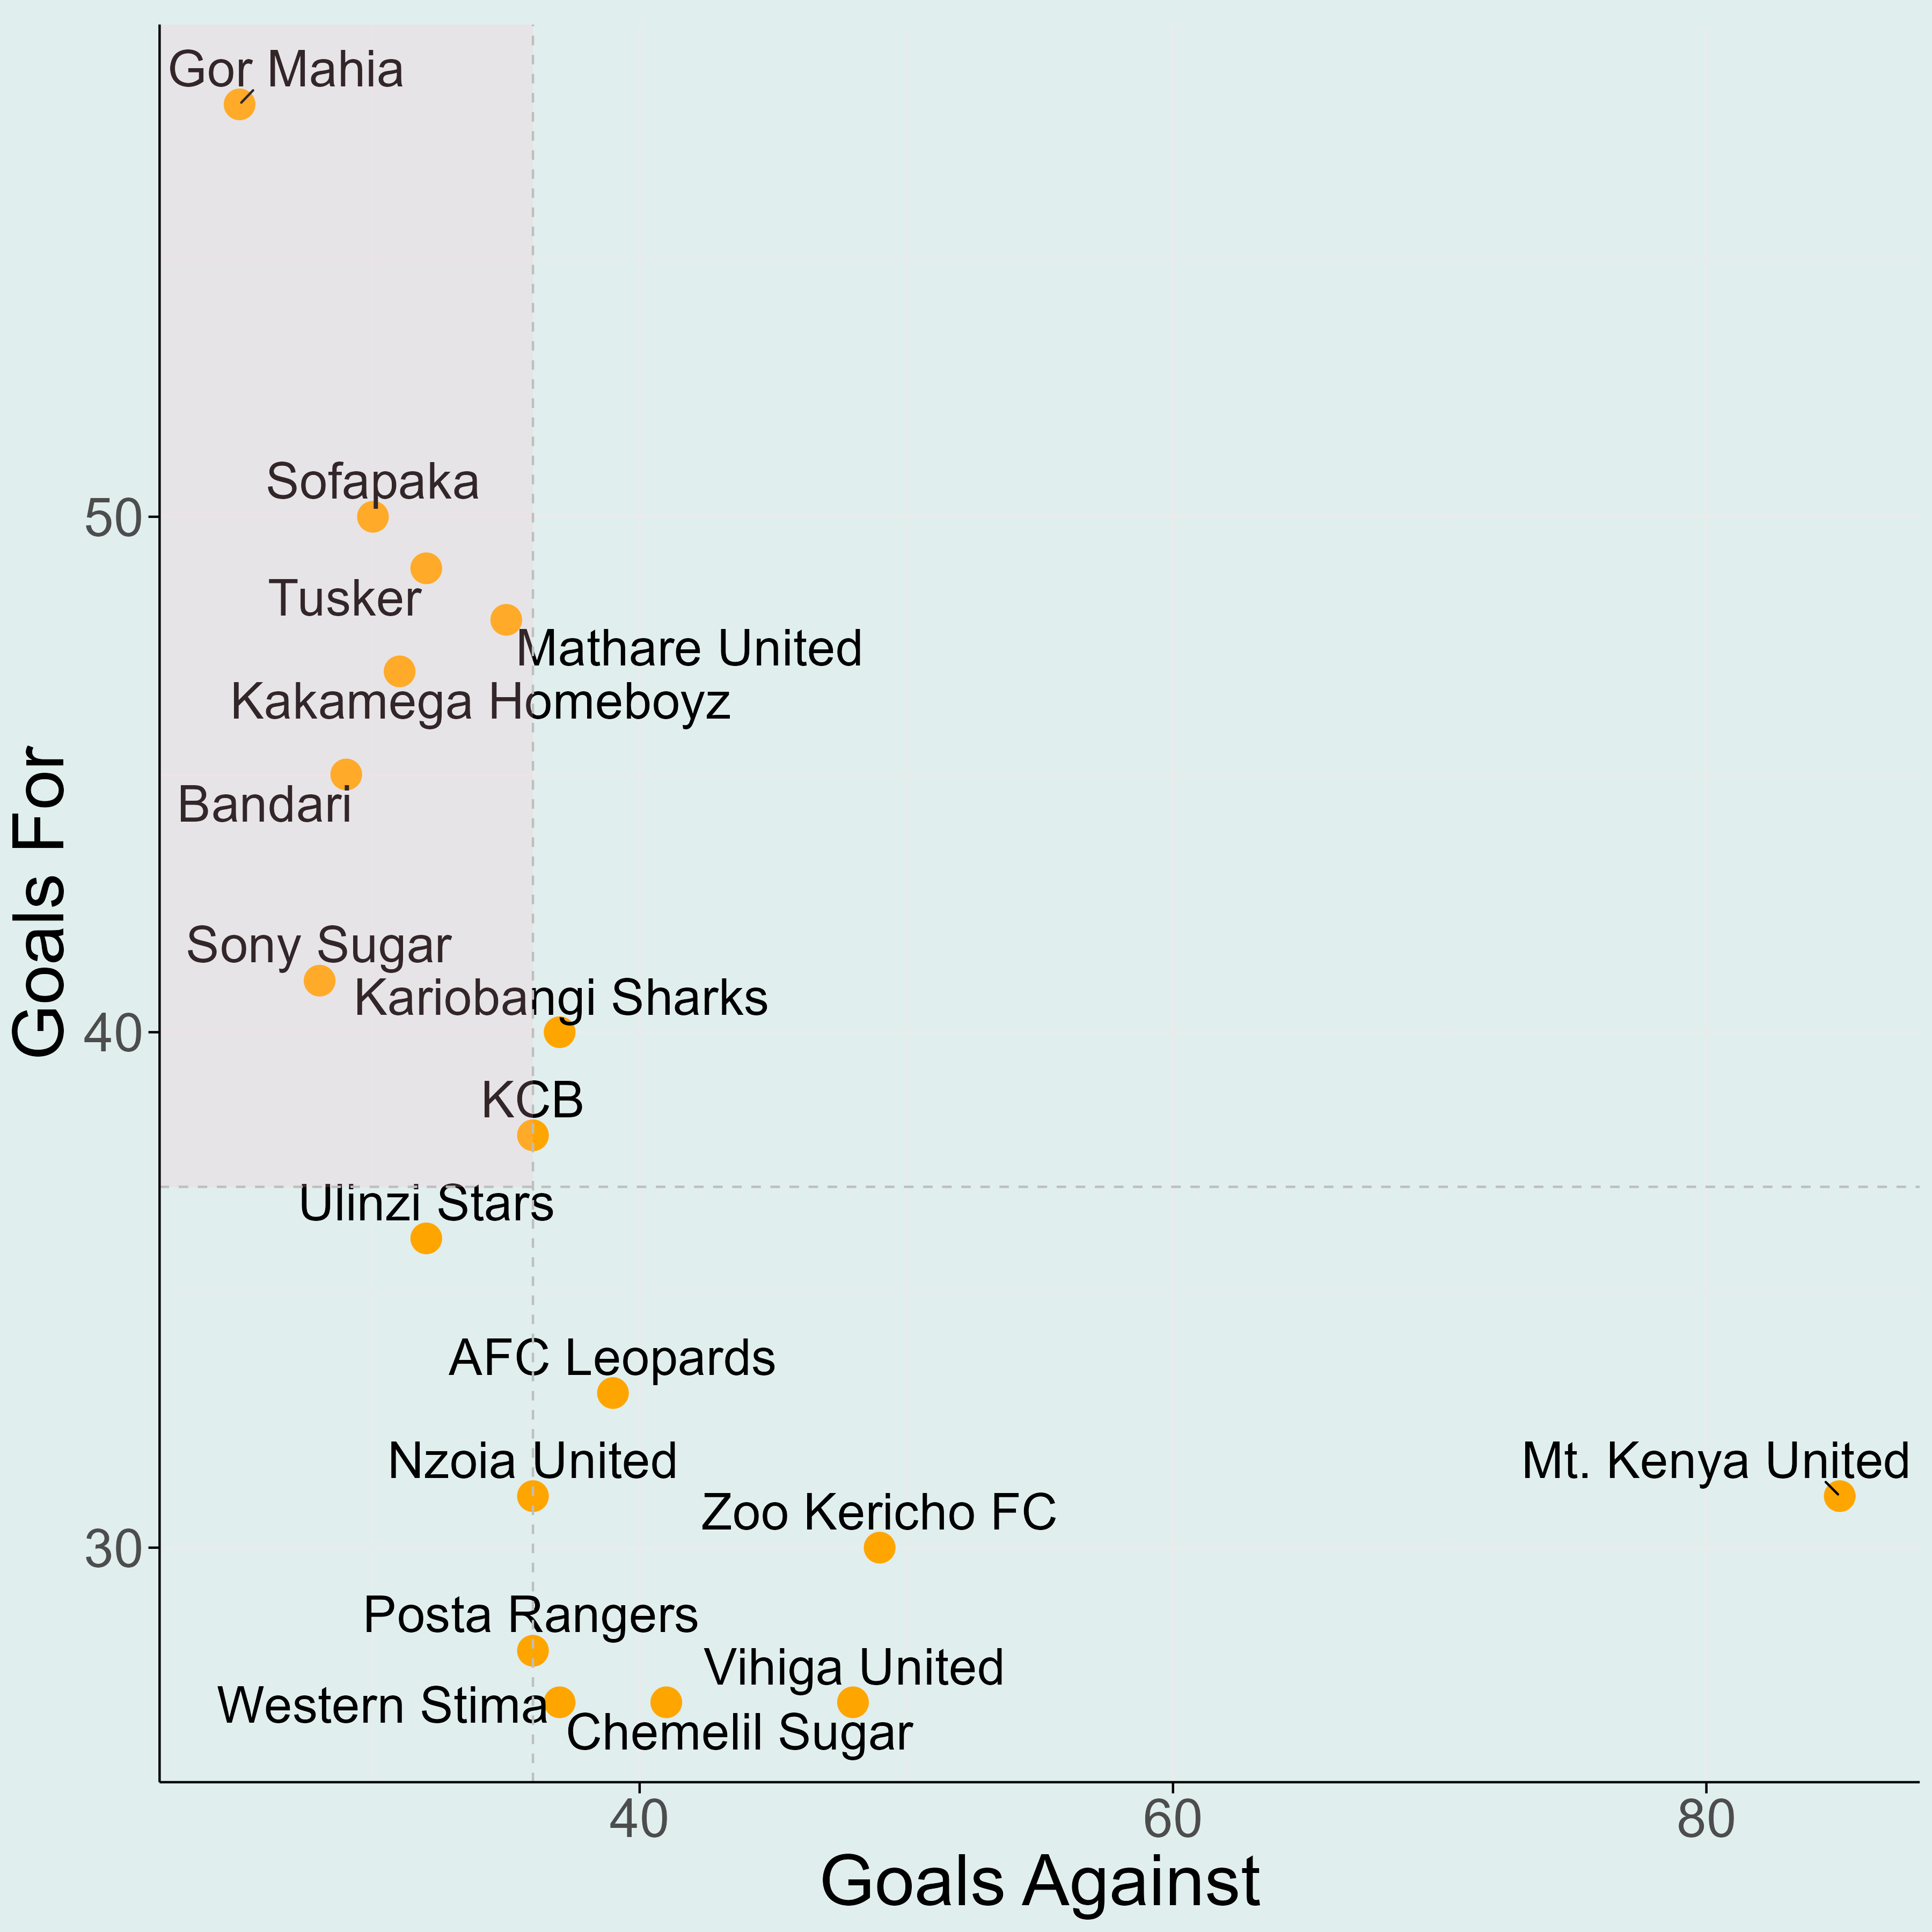 Gor Mahia
Sofapaka
50
Tusker
Mathare United
Kakamega Homeboyz
Bandari
Goals For
Sony Sugar
Kariobangi Sharks
40
KCB
Ulinzi Stars
AFC Leopards
Nzoia United
Mt. Kenya United
Zoo Kericho FC
30
Posta Rangers
Vihiga United
Western Stima
Chemelil Sugar
40 60 80
Goals Against